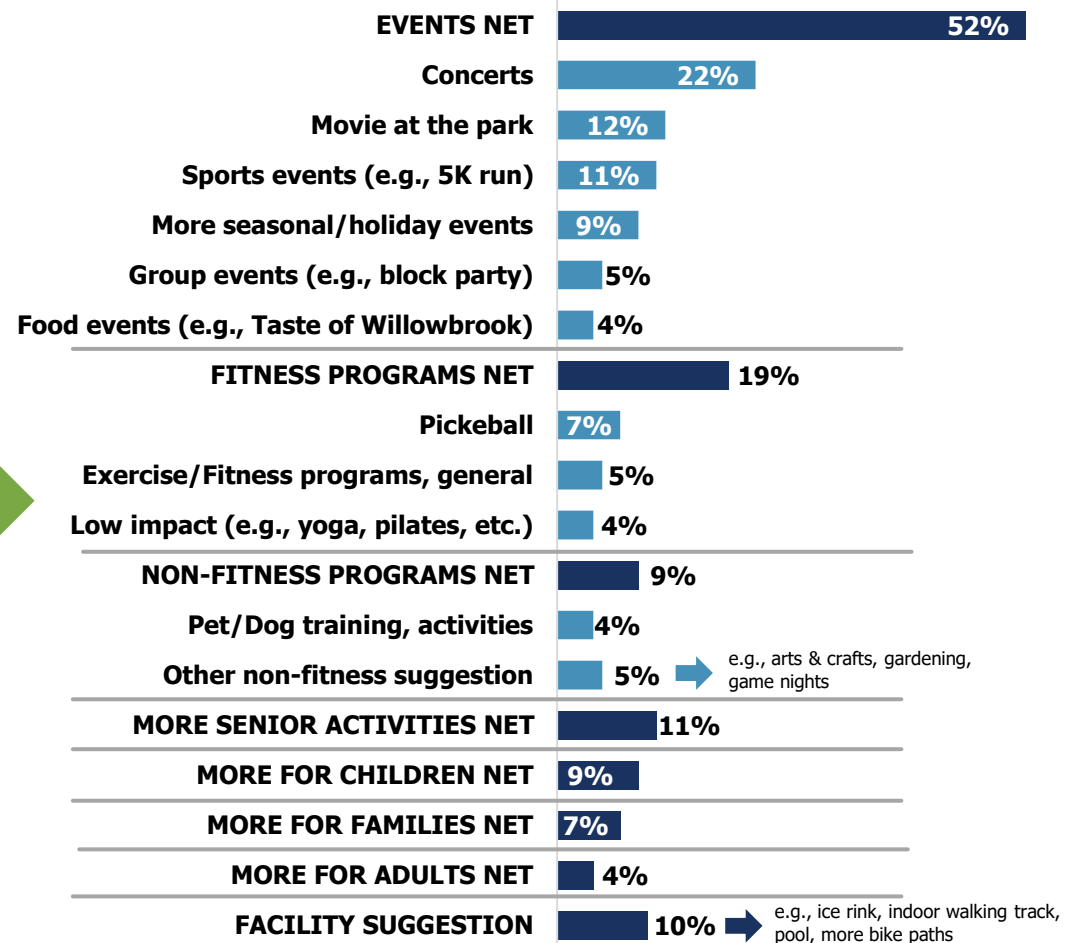 EVENTS NET 52%
Concerts 22%
Movie at the park 12%
Sports events (e.g., 5K run) 11%
More seasonal/holiday events 9%
Group events (e.g., block party) 5%
Food events (e.g., Taste of Willowbrook) 4%
FITNESS PROGRAMS NET 19%
Pickeball 7%
Exercise/Fitness programs, general 5%
Low impact (e.g., yoga, pilates, etc.) 4%
NON-FITNESS PROGRAMS NET 9%
Pet/Dog training, activities 4%
Other non-fitness suggestion 5% e.g., arts & crafts, gardening,
game nights
MORE SENIOR ACTIVITIES NET 11%
MORE FOR CHILDREN NET 9%
MORE FOR FAMILIES NET 7%
MORE FOR ADULTS NET 4%
FACILITY SUGGESTION 10% e.g., ice rink, indoor walking track,
pool, more bike paths